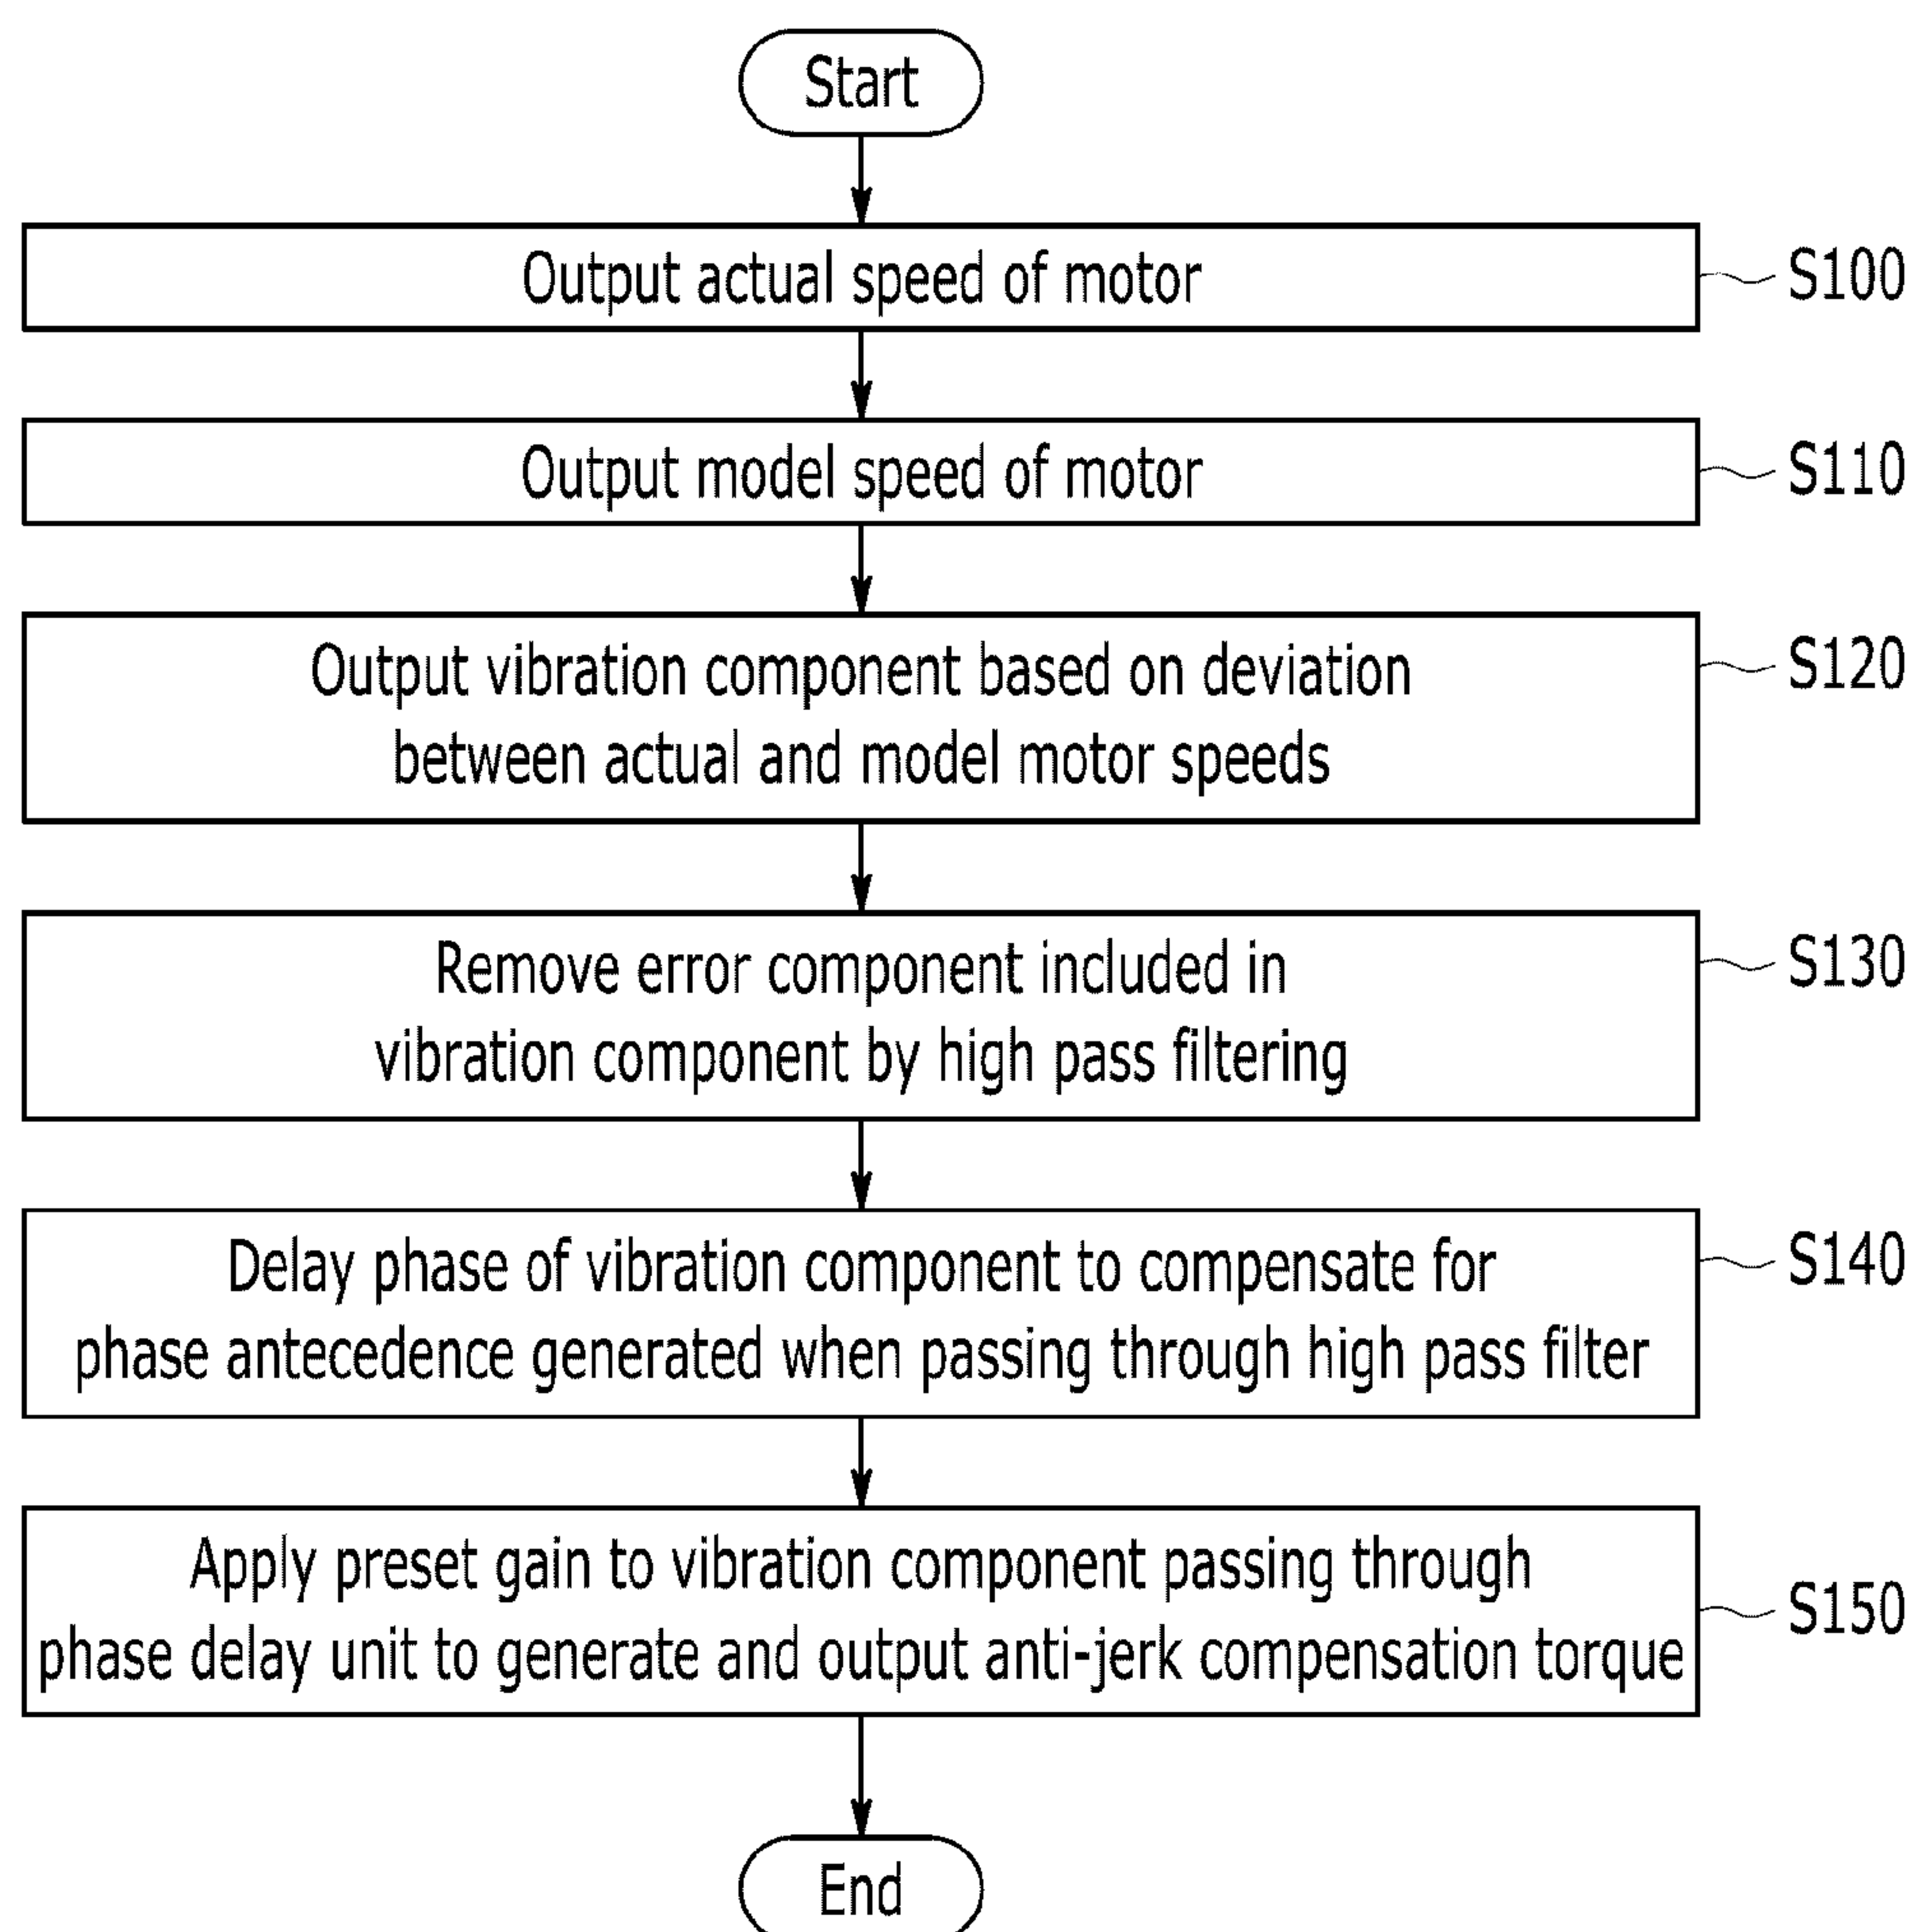 Start
Output actual speed of motor
S100
Output model speed of motor
S110
Output vibration component based on deviation
between actual and model motor speeds
S120
Remove error component included in
vibration component by high pass filtering
S130
Delay phase of vibration component to compensate for
phase antecedence generated when passing through high pass filter
S140
Apply preset gain to vibration component passing through
phase delay unit to generate and output anti-jerk compensation torque
S150
End